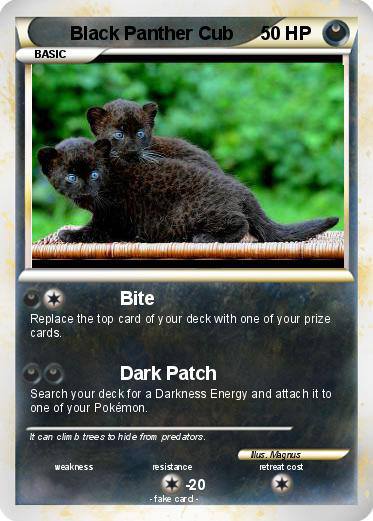 Black Panther Cub 50 HP
BASIC
Bite
Replace the top card of your deck with one of your prize
cards.
Dark Patch
Search your deck for a Darkness Energy and attach it to
one of your Pokémon.
It can climb trees to hide from predators.
Illus. Magnus
weakness resistance retreat cost
-20
- fake card -